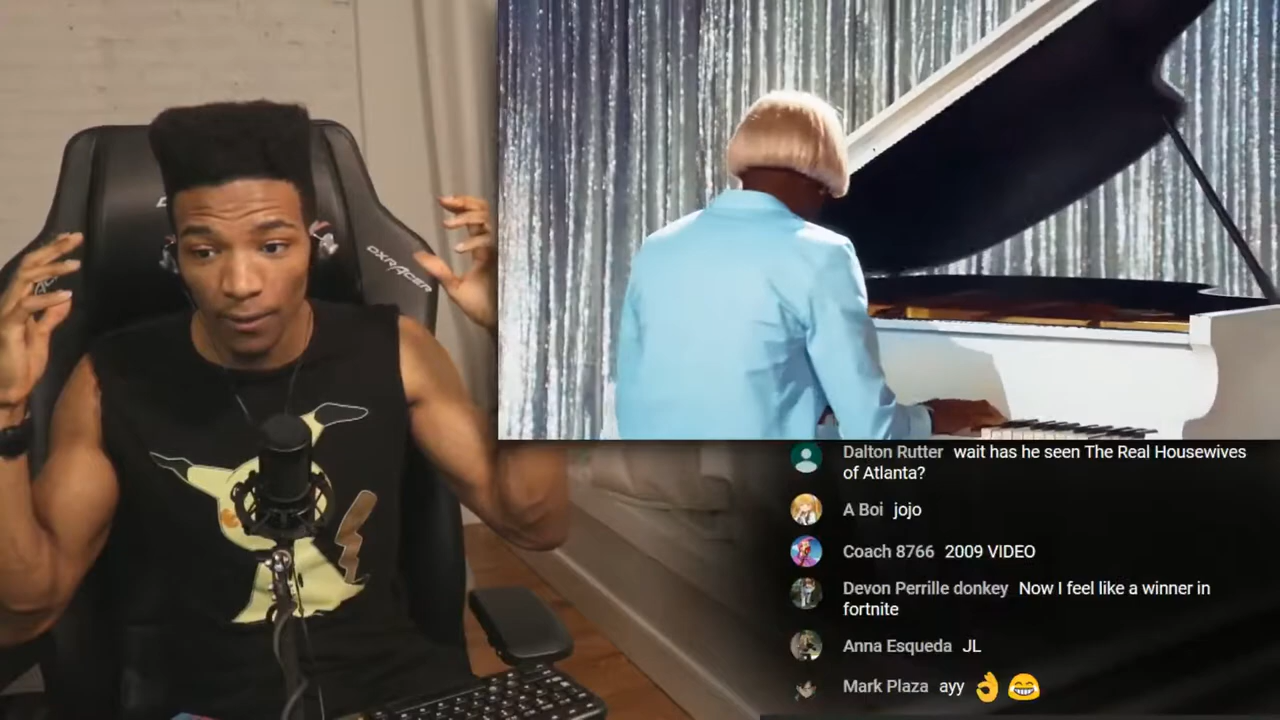 DXRACER
Dalton Rutter wait has he seen The Real Housewives
of Atlanta?
A Boi jojo
Coach 8766 2009 VIDEO
Devon Perrille donkey Now I feel like a winner in
fortnite
Anna Esqueda JL
Mark Plaza ayy 👌 😁